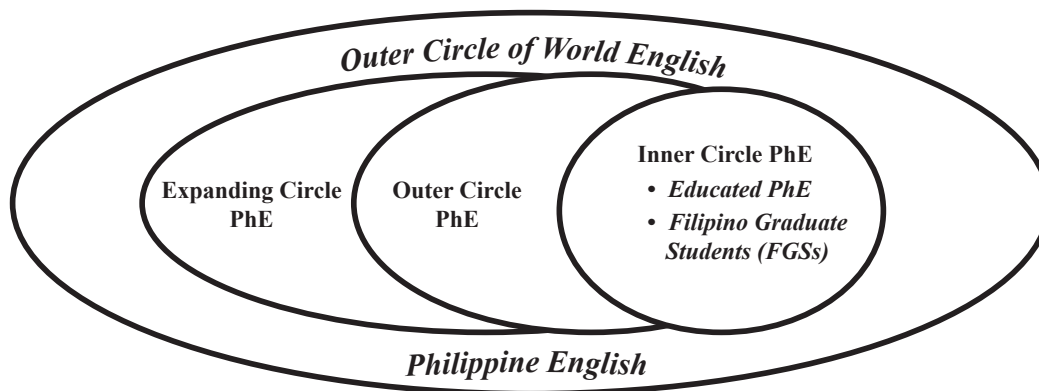 Outer Circle of World English
Expanding Circle
PhE
Outer Circle
PhE
Inner Circle PhE
• Educated PhE
• Filipino Graduate
Students (FGSs)
Philippine English